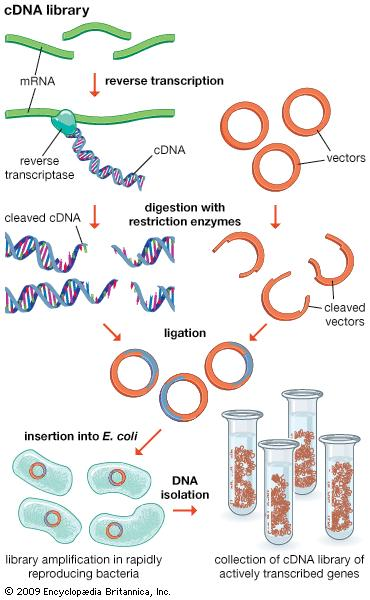 cDNA library
mRNA
reverse transcription
reverse
transcriptase
cDNA
vectors
digestion with
restriction enzymes
cleaved cDNA
cleaved
vectors
ligation
insertion into E. coli
DNA
isolation
library amplification in rapidly
reproducing bacteria
collection of cDNA library of
actively transcribed genes
© 2009 Encyclopædia Britannica, Inc.